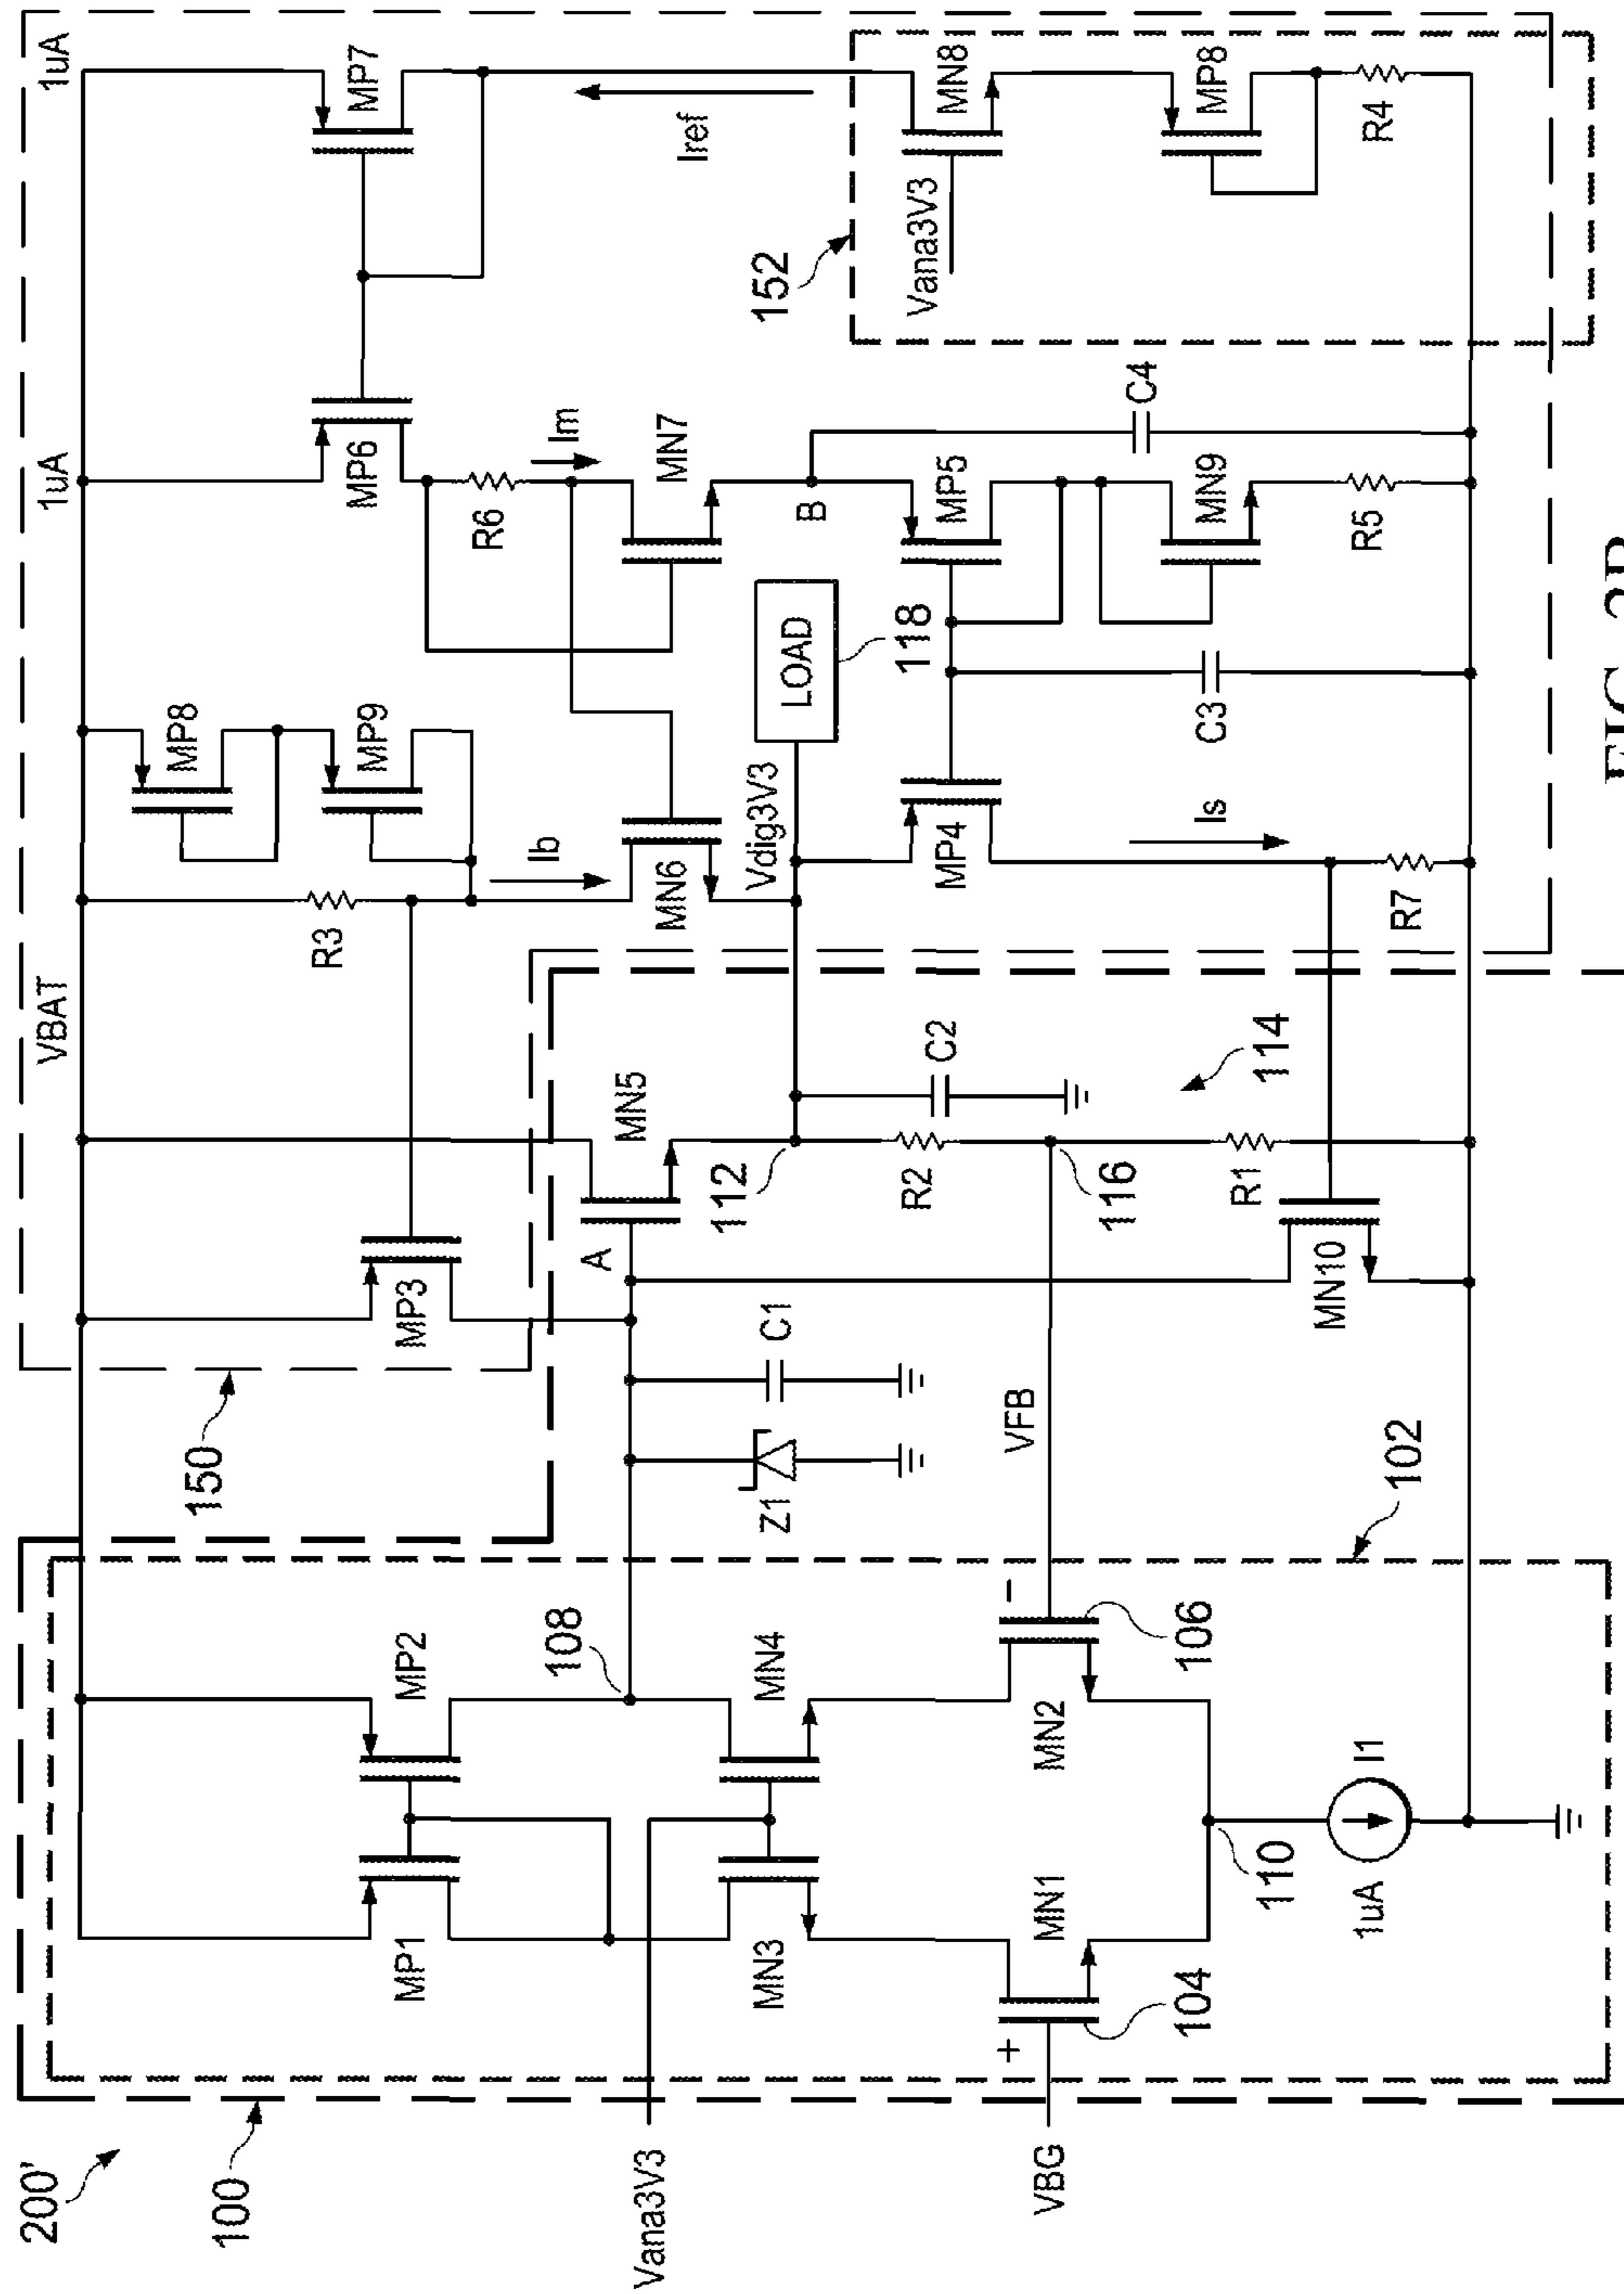 200'
100
150
VBAT
1uA
1uA
MP1
MP2
MP3
R3
MP8
MP9
MP6
MP7
Ib
R6
Im
Iref
108
A
MN5
MN6
MN7
Vana3V3
MN3
MN4
Z1
C1
112
Vdig3V3
LOAD
118
B
152
Vana3V3
MN8
+
-
VBG
104
MN1
MN2
106
VFB
R2
C2
116
114
MP4
MP5
C4
MP8
110
1uA
I1
102
MN10
R1
Is
R7
C3
MN9
R5
R4